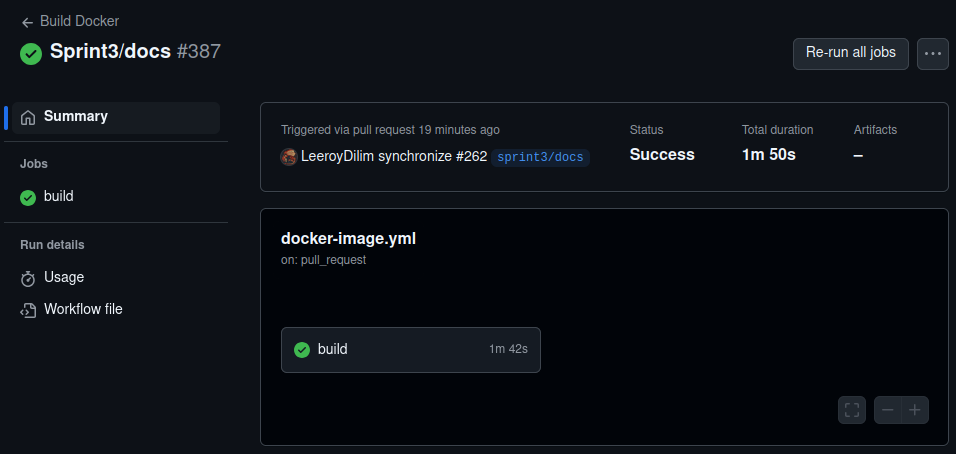 Build Docker
Sprint3/docs #387
Re-run all jobs
Summary
Jobs
build
Run details
Usage
Workflow file
Triggered via pull request 19 minutes ago
LeeroyDilim synchronize #262 sprint3/docs
Status
Success
Total duration
1m 50s
Artifacts
–
docker-image.yml
on: pull_request
build 1m 42s